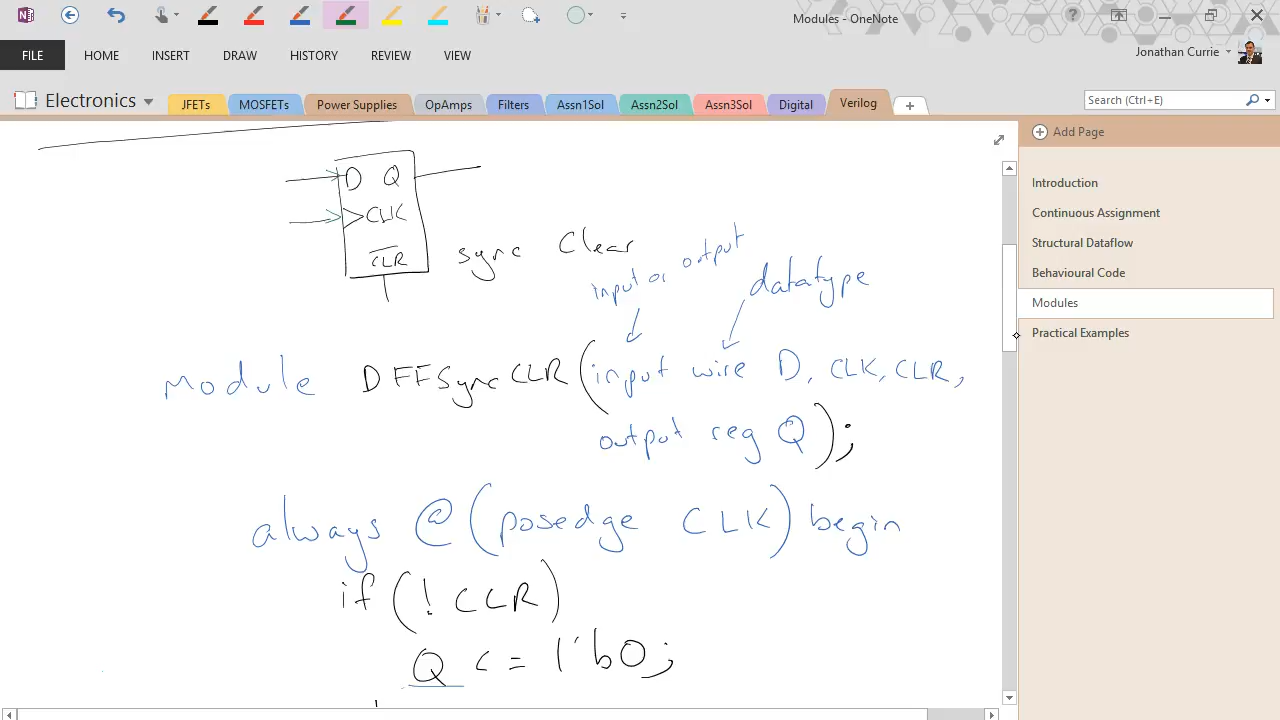 Modules - OneNote
Jonathan Currie
FILE HOME INSERT DRAW HISTORY REVIEW VIEW
Electronics JFETs MOSFETs Power Supplies OpAmps Filters Assn1Sol Assn2Sol Assn3Sol Digital Verilog
Search (Ctrl+E)
Add Page
Introduction
Continuous Assignment
Structural Dataflow
Behavioural Code
Modules
Practical Examples
D Q
CLK
CLR
sync Clear
input or output
datatype
module DFFSyncCLR(input wire D, CLK, CLR,
output reg Q);
always @(posedge CLK) begin
if (!CLR)
Q <= 1'b0;